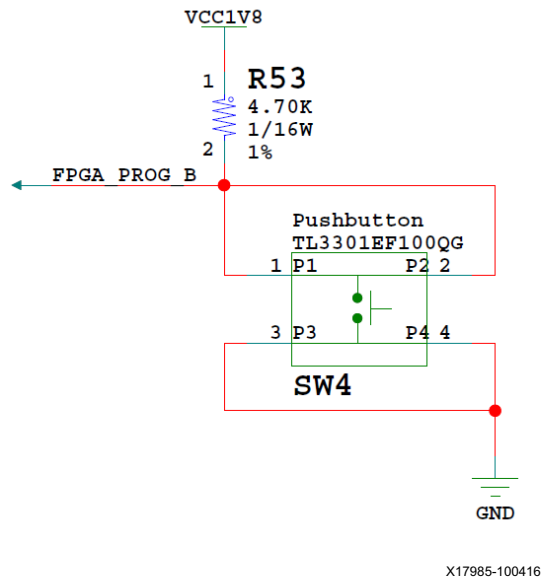 VCC1V8
1
R53
4.70K
1/16W
2
1%
FPGA_PROG_B
Pushbutton
TL3301EF100QG
1 P1 P2 2
3 P3 P4 4
SW4
GND
X17985-100416